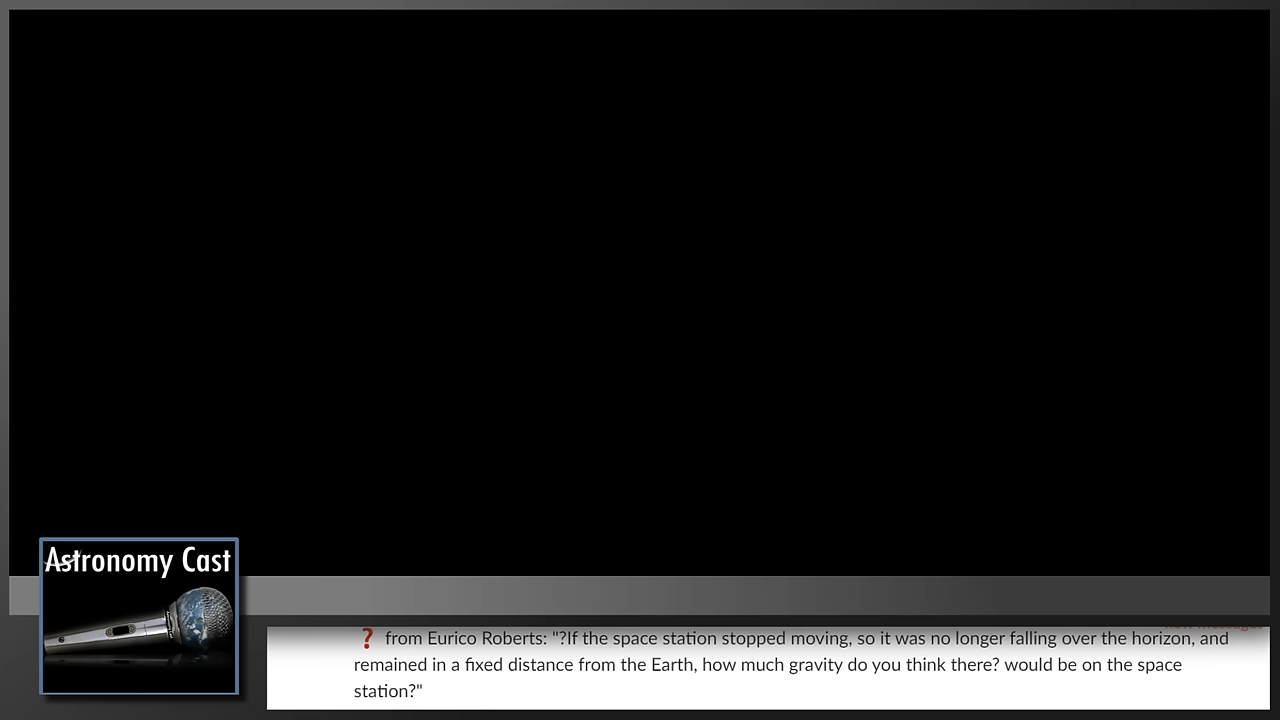 Astronomy Cast
❓ from Eurico Roberts: "?If the space station stopped moving, so it was no longer falling over the horizon, and
remained in a fixed distance from the Earth, how much gravity do you think there? would be on the space
station?"